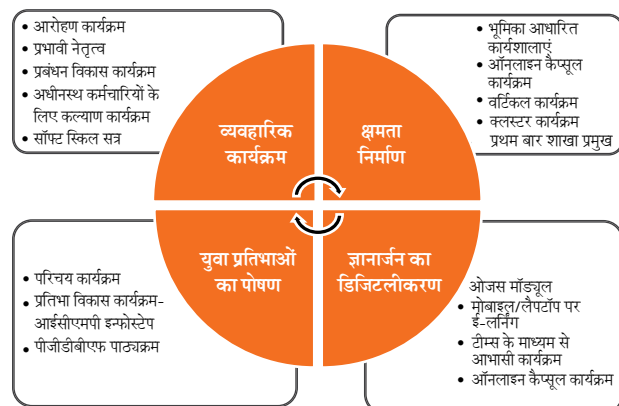 • आरोहण कार्यक्रम
• प्रभावी नेतृत्व
• प्रबंधन विकास कार्यक्रम
• अधीनस्थ कर्मचारियों के
लिए कल्याण कार्यक्रम
• सॉफ्ट स्किल सत्र
• भूमिका आधारित
कार्यशालाएं
• ऑनलाइन कैप्सूल
कार्यक्रम
• वर्टिकल कार्यक्रम
• क्लस्टर कार्यक्रम
प्रथम बार शाखा प्रमुख
व्यवहारिक
कार्यक्रम
क्षमता
निर्माण
युवा प्रतिभाओं
का पोषण
ज्ञानार्जन का
डिजिटलीकरण
• परिचय कार्यक्रम
• प्रतिभा विकास कार्यक्रम-
आईसीएमपी इन्फोस्टेप
• पीजीडीबीएफ पाठ्यक्रम
ओजस मॉड्यूल
• मोबाइल/लैपटॉप पर
ई-लर्निंग
• टीम्स के माध्यम से
आभासी कार्यक्रम
• ऑनलाइन कैप्सूल कार्यक्रम